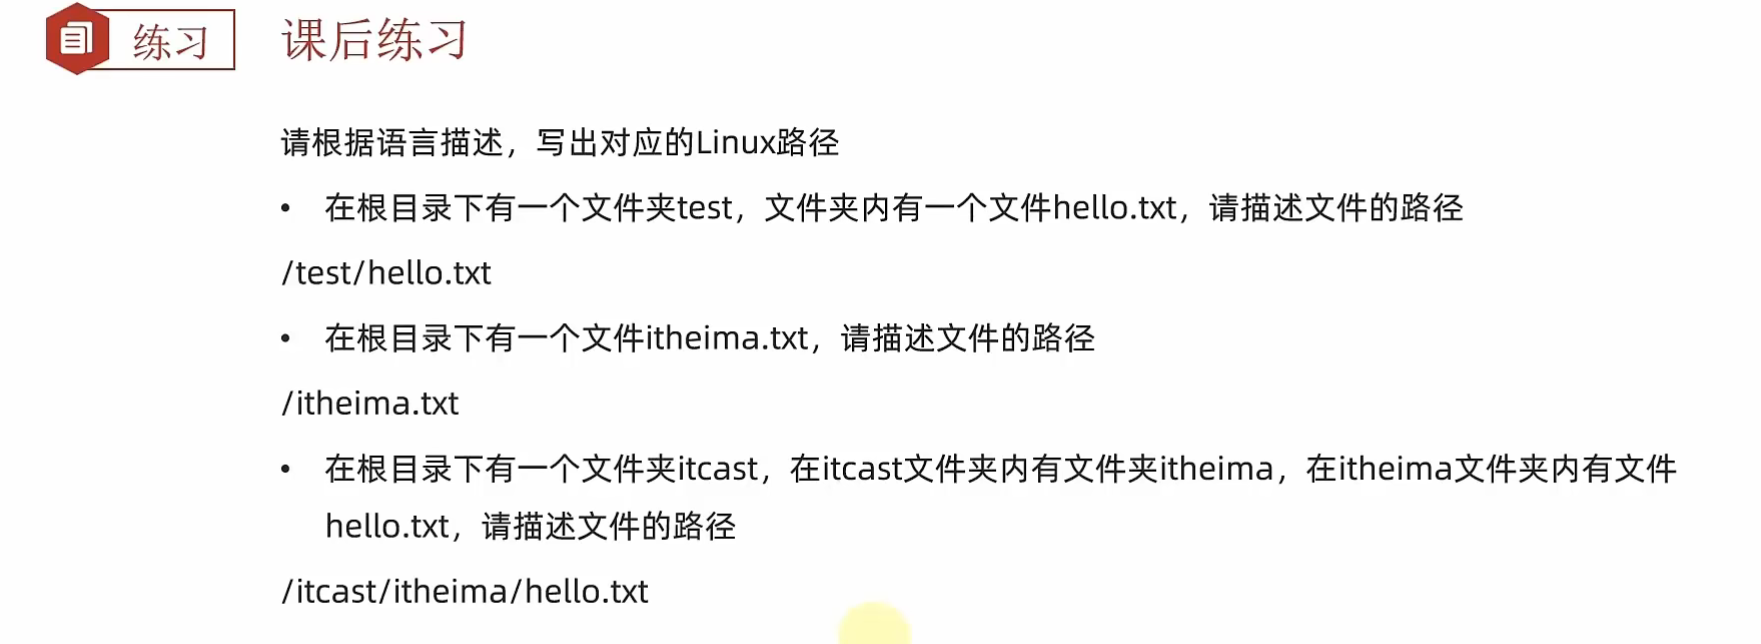 练习
课后练习
请根据语言描述，写出对应的Linux路径
• 在根目录下有一个文件夹test，文件夹内有一个文件hello.txt，请描述文件的路径
/test/hello.txt
• 在根目录下有一个文件itheima.txt，请描述文件的路径
/itheima.txt
• 在根目录下有一个文件夹itcast，在itcast文件夹内有文件夹itheima，在itheima文件夹内有文件
hello.txt，请描述文件的路径
/itcast/itheima/hello.txt